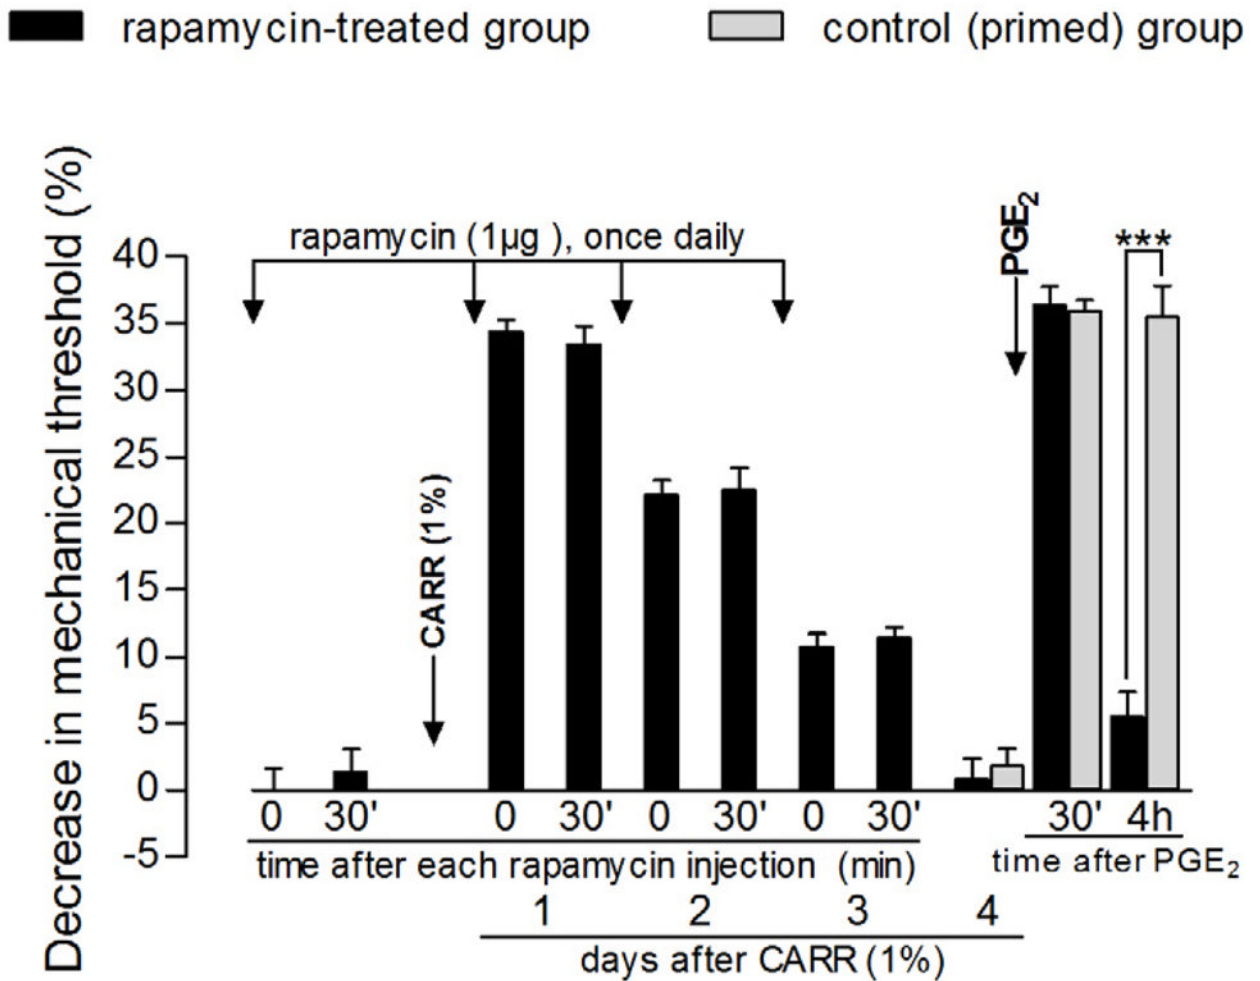 rapamycin-treated group
control (primed) group
Decrease in mechanical threshold (%)
rapamycin (1µg ), once daily
PGE₂
***
CARR (1%)
40
35
30
25
20
15
10
5
0
-5
0 30' 0 30' 0 30' 0 30' 30' 4h
time after each rapamycin injection (min)
time after PGE₂
1 2 3 4
days after CARR (1%)